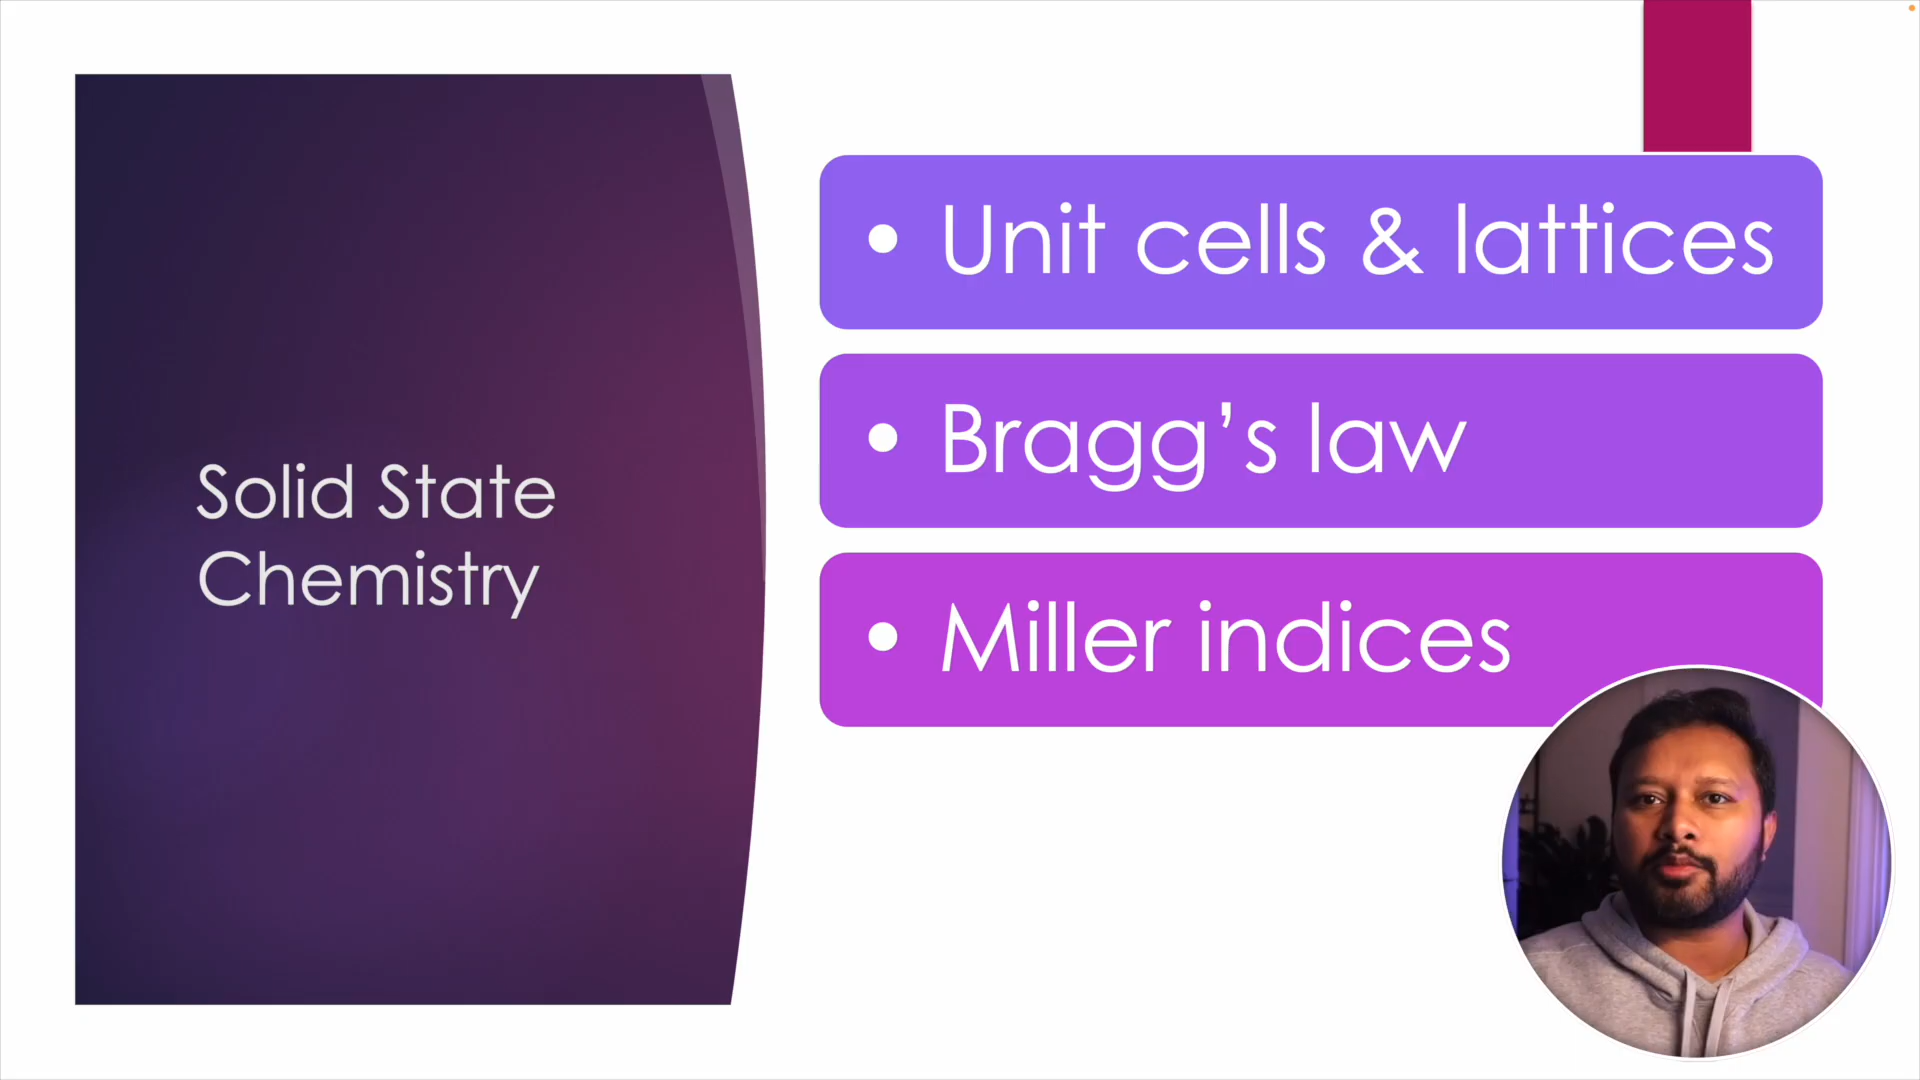 Solid State
Chemistry
• Unit cells & lattices
• Bragg’s law
• Miller indices